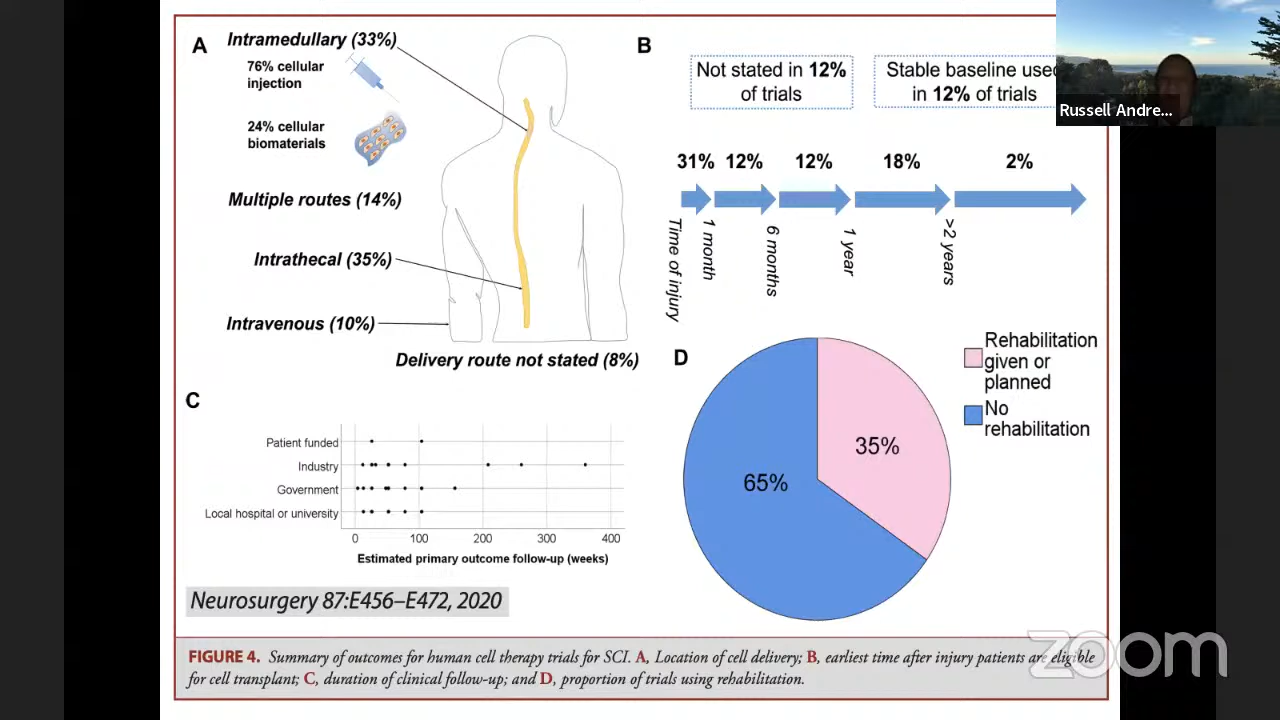 A
Intramedullary (33%)
76% cellular
injection
24% cellular
biomaterials
Multiple routes (14%)
Intrathecal (35%)
Intravenous (10%)
Delivery route not stated (8%)
B
Not stated in 12%
of trials
Stable baseline used
in 12% of trials
31% 12% 12% 18% 2%
Time of injury
1 month
6 months
1 year
>2 years
Russell Andre...
C
Patient funded
Industry
Government
Local hospital or university
0 100 200 300 400
Estimated primary outcome follow-up (weeks)
D
65%
35%
Rehabilitation
given or
planned
No
rehabilitation
Neurosurgery 87:E456–E472, 2020
FIGURE 4. Summary of outcomes for human cell therapy trials for SCI. A, Location of cell delivery; B, earliest time after injury patients are eligible
for cell transplant; C, duration of clinical follow-up; and D, proportion of trials using rehabilitation.
zoom